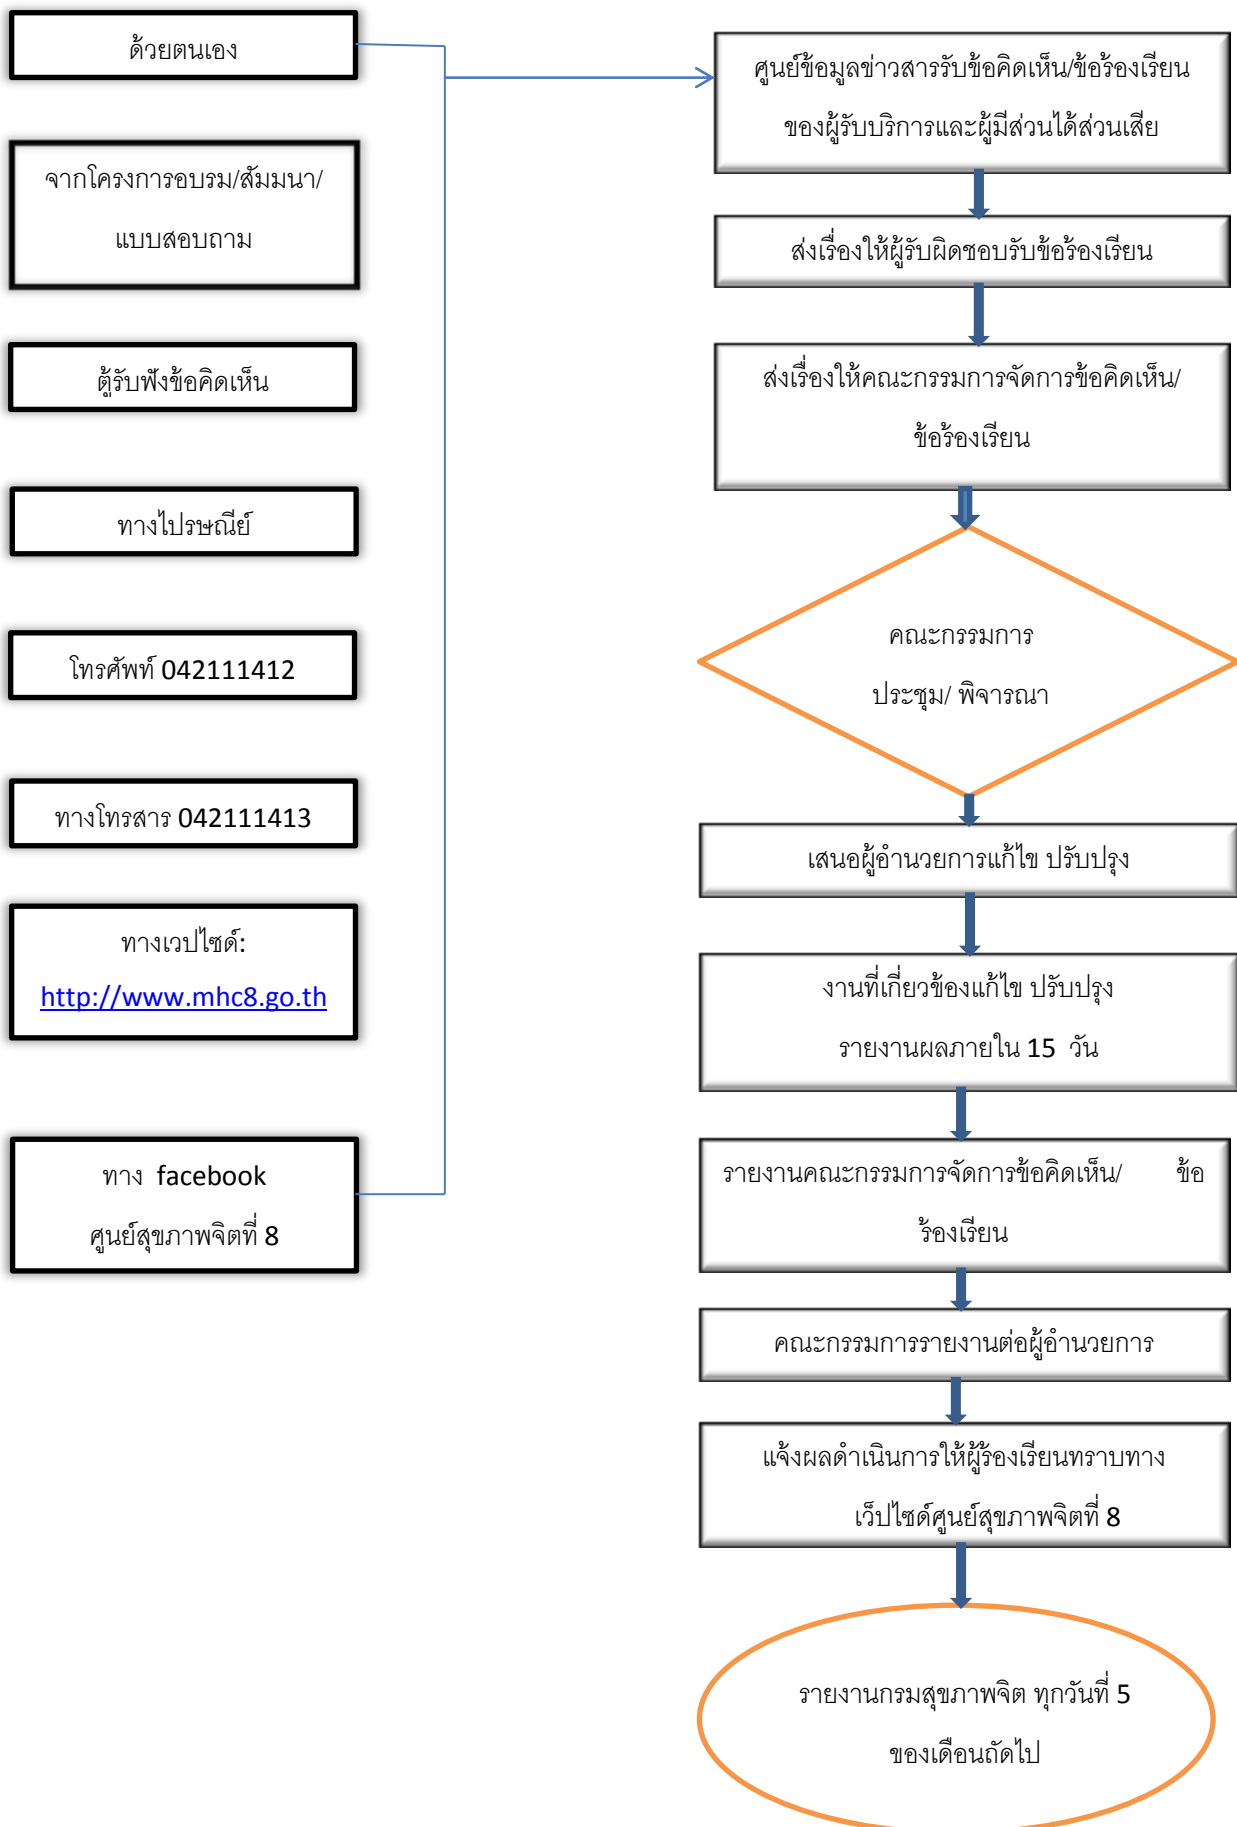 ด้วยตนเอง
จากโครงการอบรม/สัมมนา/
แบบสอบถาม
ตู้รับฟังข้อคิดเห็น
ทางไปรษณีย์
โทรศัพท์ 042111412
ทางโทรสาร 042111413
ทางเวปไซด์:
http://www.mhc8.go.th
ทาง facebook
ศูนย์สุขภาพจิตที่ 8
ศูนย์ข้อมูลข่าวสารรับข้อคิดเห็น/ข้อร้องเรียน
ของผู้รับบริการและผู้มีส่วนได้ส่วนเสีย
ส่งเรื่องให้ผู้รับผิดชอบรับข้อร้องเรียน
ส่งเรื่องให้คณะกรรมการจัดการข้อคิดเห็น/
ข้อร้องเรียน
คณะกรรมการ
ประชุม/ พิจารณา
เสนอผู้อำนวยการแก้ไข ปรับปรุง
งานที่เกี่ยวข้องแก้ไข ปรับปรุง
รายงานผลภายใน 15 วัน
รายงานคณะกรรมการจัดการข้อคิดเห็น/ ข้อ
ร้องเรียน
คณะกรรมการรายงานต่อผู้อำนวยการ
แจ้งผลดำเนินการให้ผู้ร้องเรียนทราบทาง
เว็ปไซด์ศูนย์สุขภาพจิตที่ 8
รายงานกรมสุขภาพจิต ทุกวันที่ 5
ของเดือนถัดไป